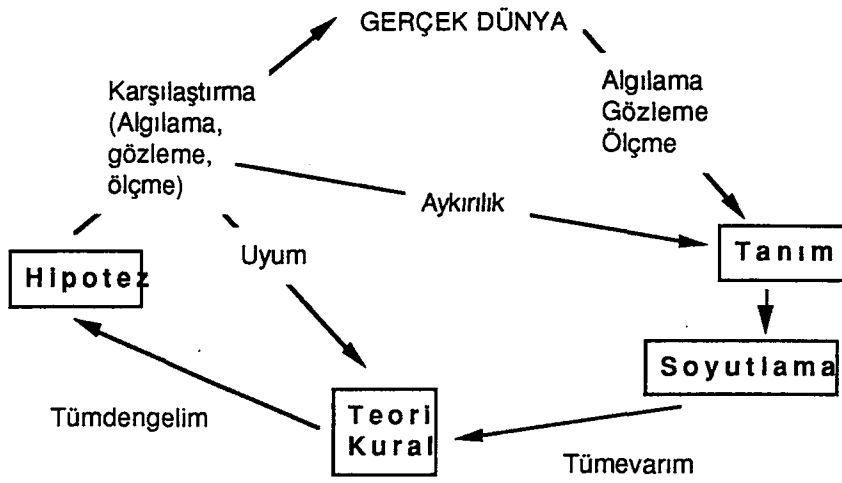 GERÇEK DÜNYA
Karşılaştırma
(Algılama,
gözleme,
ölçme)
Algılama
Gözleme
Ölçme
Aykırılık
Uyum
Tanım
Hipotez
Soyutlama
Teori
Kural
Tümdengelim
Tümevarım